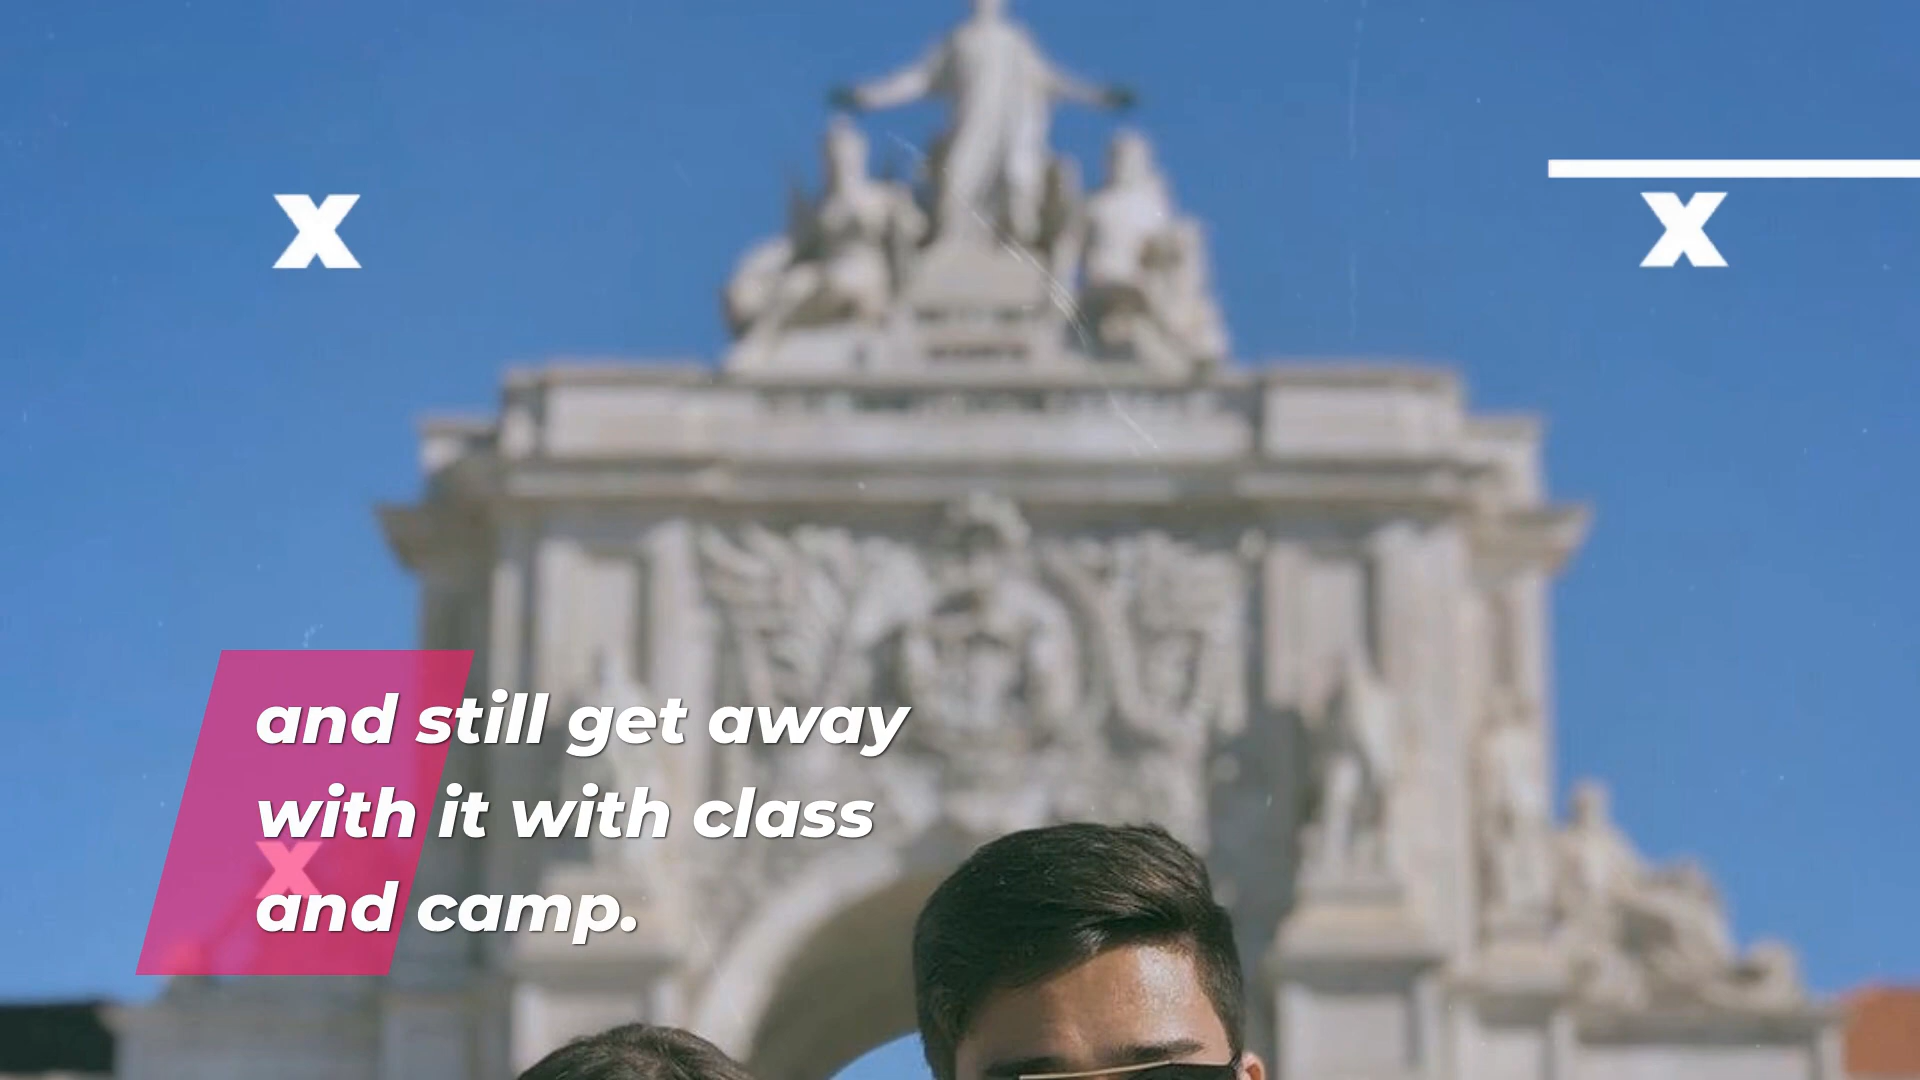 X
X
and still get away
with it with class
X
and camp.